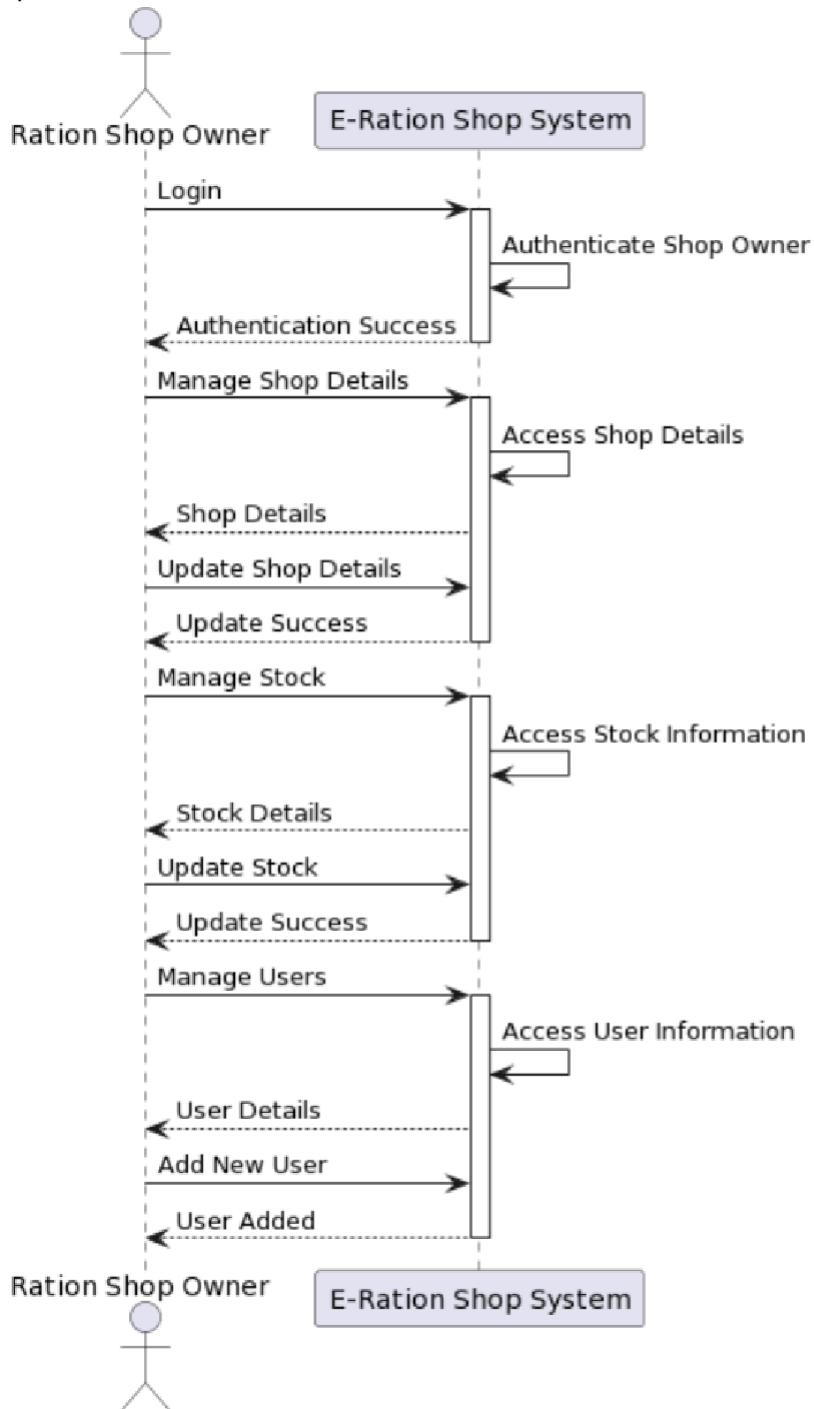 Ration Shop Owner
E-Ration Shop System
Login
Authenticate Shop Owner
Authentication Success
Manage Shop Details
Access Shop Details
Shop Details
Update Shop Details
Update Success
Manage Stock
Access Stock Information
Stock Details
Update Stock
Update Success
Manage Users
Access User Information
User Details
Add New User
User Added
Ration Shop Owner
E-Ration Shop System